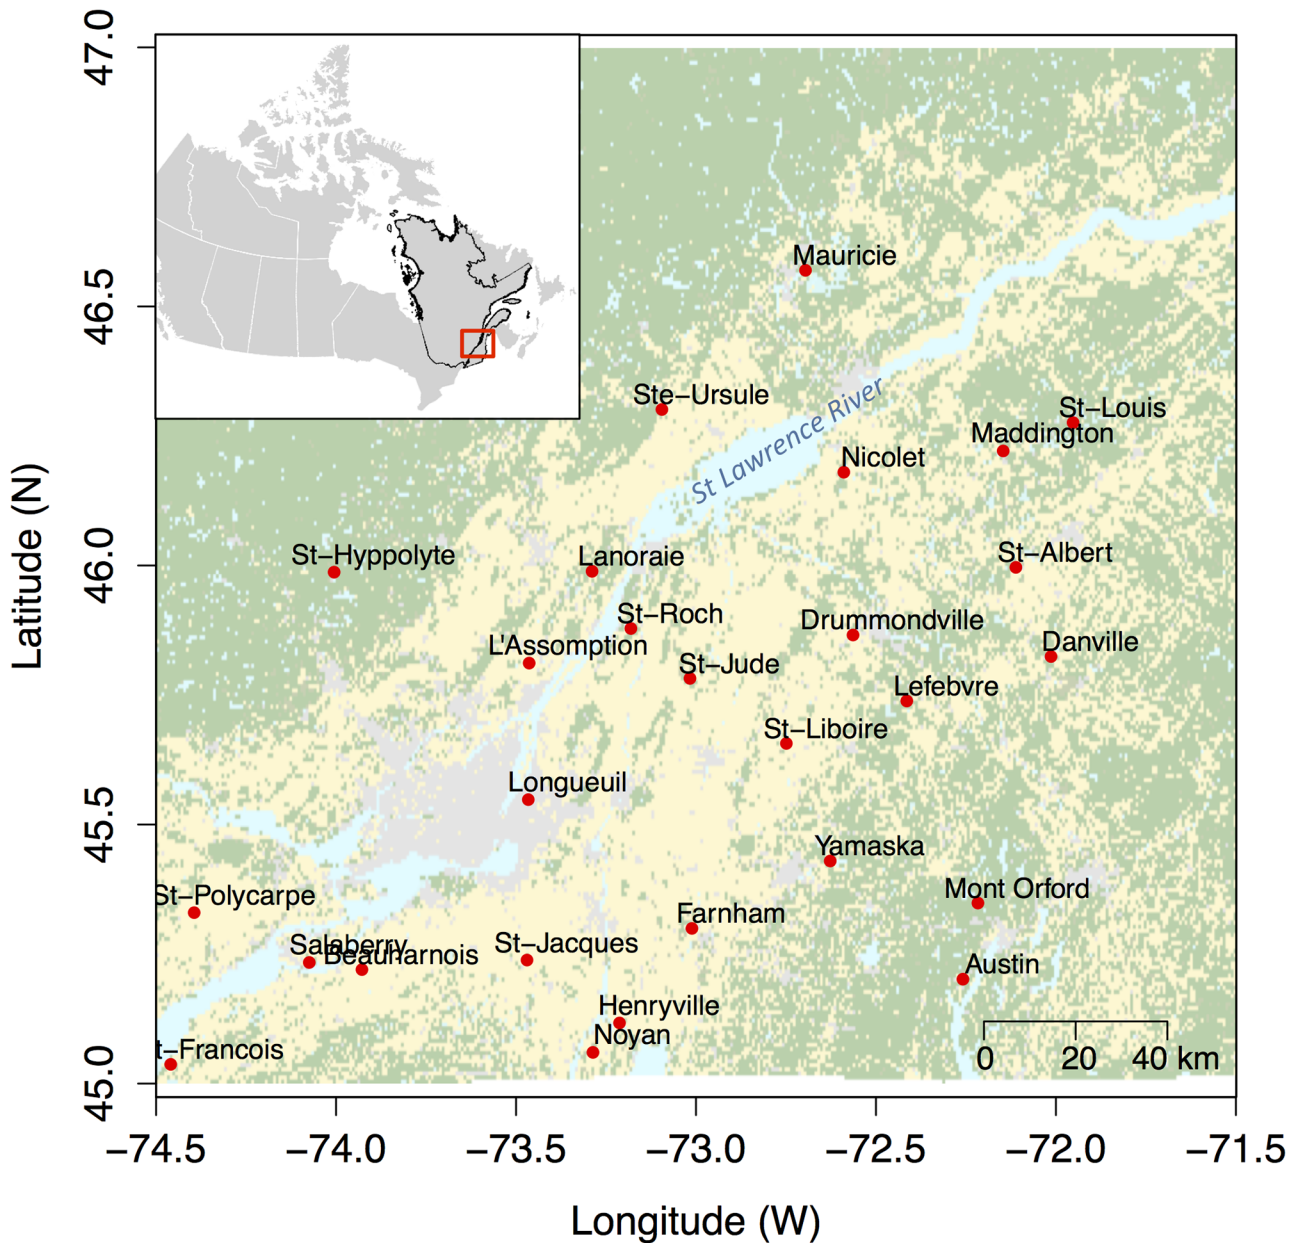 47.0
46.5
46.0
45.5
45.0
Latitude (N)
Mauricie
Ste–Ursule
St Lawrence River
St–Louis
Maddington
Nicolet
St–Hyppolyte
Lanoraie
St–Albert
St–Roch
Drummondville
L'Assomption
Danville
St–Jude
Lefebvre
St–Liboire
Longueuil
Yamaska
St–Polycarpe
Mont Orford
Farnham
Salaberry
Beauharnois
St–Jacques
Austin
Henryville
Noyan
t–Francois
0 20 40 km
−74.5 −74.0 −73.5 −73.0 −72.5 −72.0 −71.5
Longitude (W)